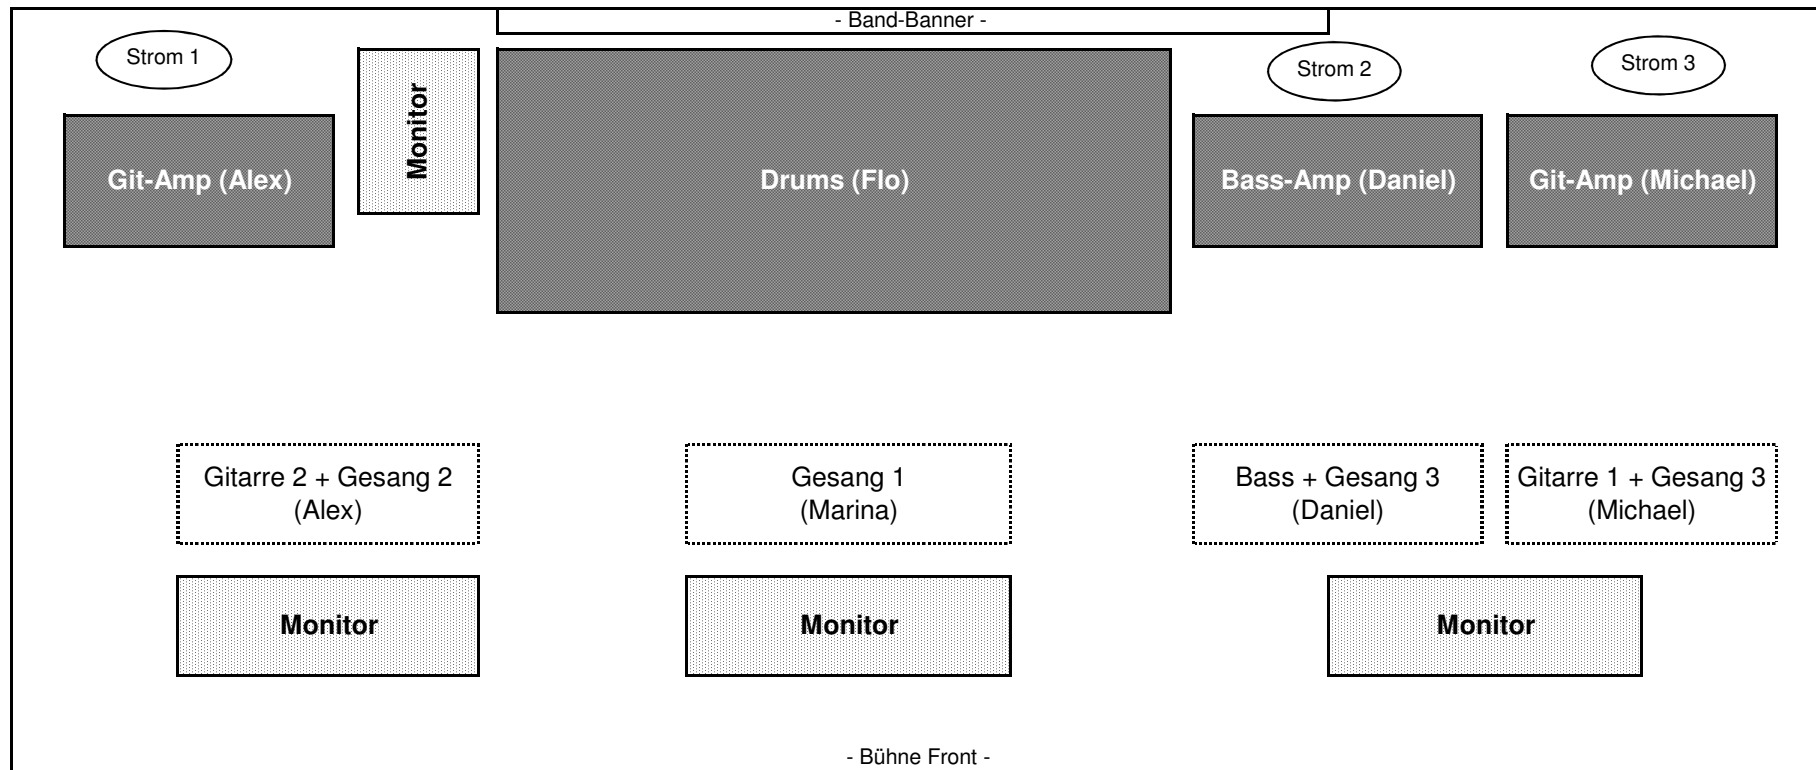 - Band-Banner -
Strom 1
Strom 2
Strom 3
Git-Amp (Alex)
Monitor
Drums (Flo)
Bass-Amp (Daniel)
Git-Amp (Michael)
Gitarre 2 + Gesang 2
(Alex)
Gesang 1
(Marina)
Bass + Gesang 3
(Daniel)
Gitarre 1 + Gesang 3
(Michael)
Monitor
Monitor
Monitor
- Bühne Front -